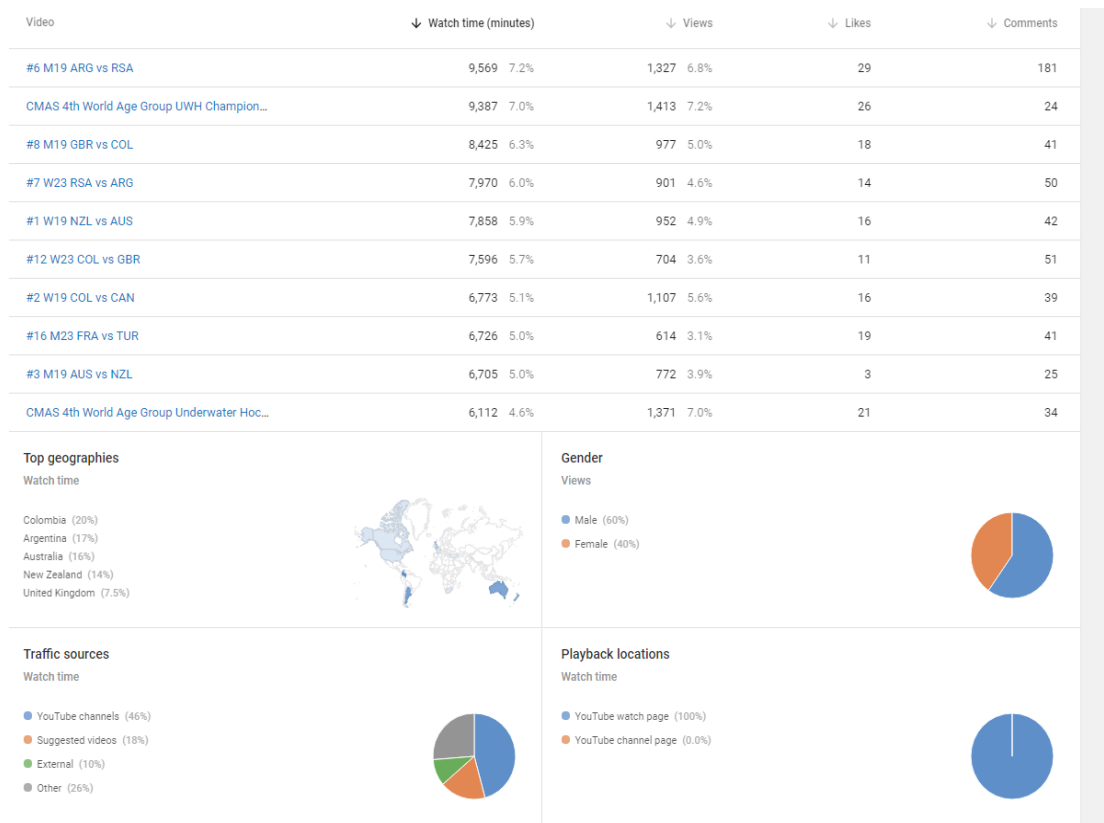 Video Watch time (minutes) Views Likes Comments
#6 M19 ARG vs RSA 9,569 7.2% 1,327 6.8% 29 181
CMAS 4th World Age Group UWH Champion... 9,387 7.0% 1,413 7.2% 26 24
#8 M19 GBR vs COL 8,425 6.3% 977 5.0% 18 41
#7 W23 RSA vs ARG 7,970 6.0% 901 4.6% 14 50
#1 W19 NZL vs AUS 7,858 5.9% 952 4.9% 16 42
#12 W23 COL vs GBR 7,596 5.7% 704 3.6% 11 51
#2 W19 COL vs CAN 6,773 5.1% 1,107 5.6% 16 39
#16 M23 FRA vs TUR 6,726 5.0% 614 3.1% 19 41
#3 M19 AUS vs NZL 6,705 5.0% 772 3.9% 3 25
CMAS 4th World Age Group Underwater Hoc... 6,112 4.6% 1,371 7.0% 21 34
Top geographies
Watch time
Colombia (20%)
Argentina (17%)
Australia (16%)
New Zealand (14%)
United Kingdom (7.5%)
Gender
Views
Male (60%)
Female (40%)
Traffic sources
Watch time
YouTube channels (46%)
Suggested videos (18%)
External (10%)
Other (26%)
Playback locations
Watch time
YouTube watch page (100%)
YouTube channel page (0.0%)